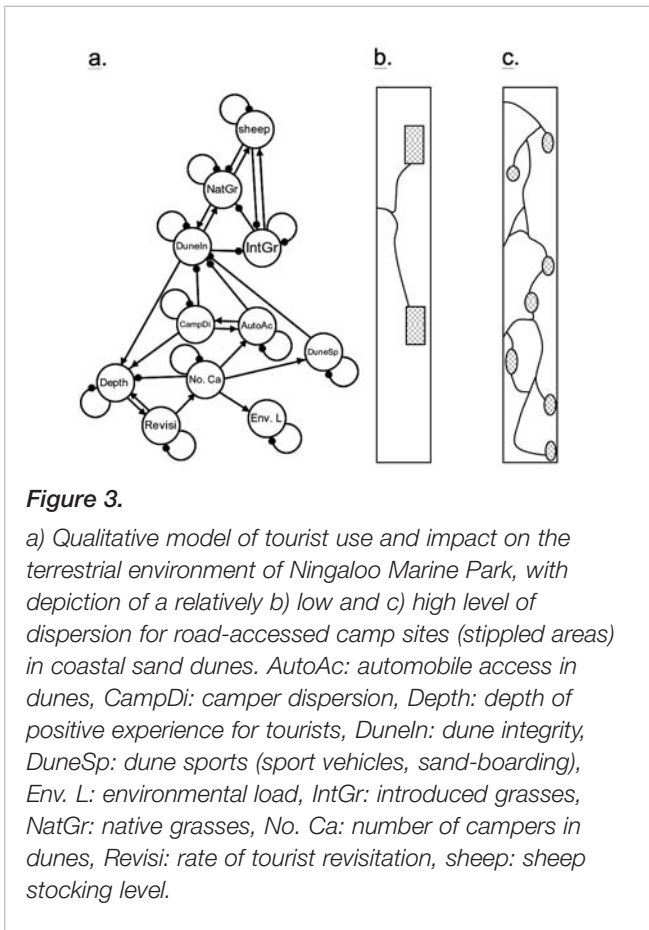 a.
b.
c.
sheep
NatGr
DuneIn
IntGr
CampDi
AutoAc
DuneSp
Depth
No. Ca
Revisi
Env. L
Figure 3.
a) Qualitative model of tourist use and impact on the
terrestrial environment of Ningaloo Marine Park, with
depiction of a relatively b) low and c) high level of
dispersion for road-accessed camp sites (stippled areas)
in coastal sand dunes. AutoAc: automobile access in
dunes, CampDi: camper dispersion, Depth: depth of
positive experience for tourists, DuneIn: dune integrity,
DuneSp: dune sports (sport vehicles, sand-boarding),
Env. L: environmental load, IntGr: introduced grasses,
NatGr: native grasses, No. Ca: number of campers in
dunes, Revisi: rate of tourist revisitation, sheep: sheep
stocking level.